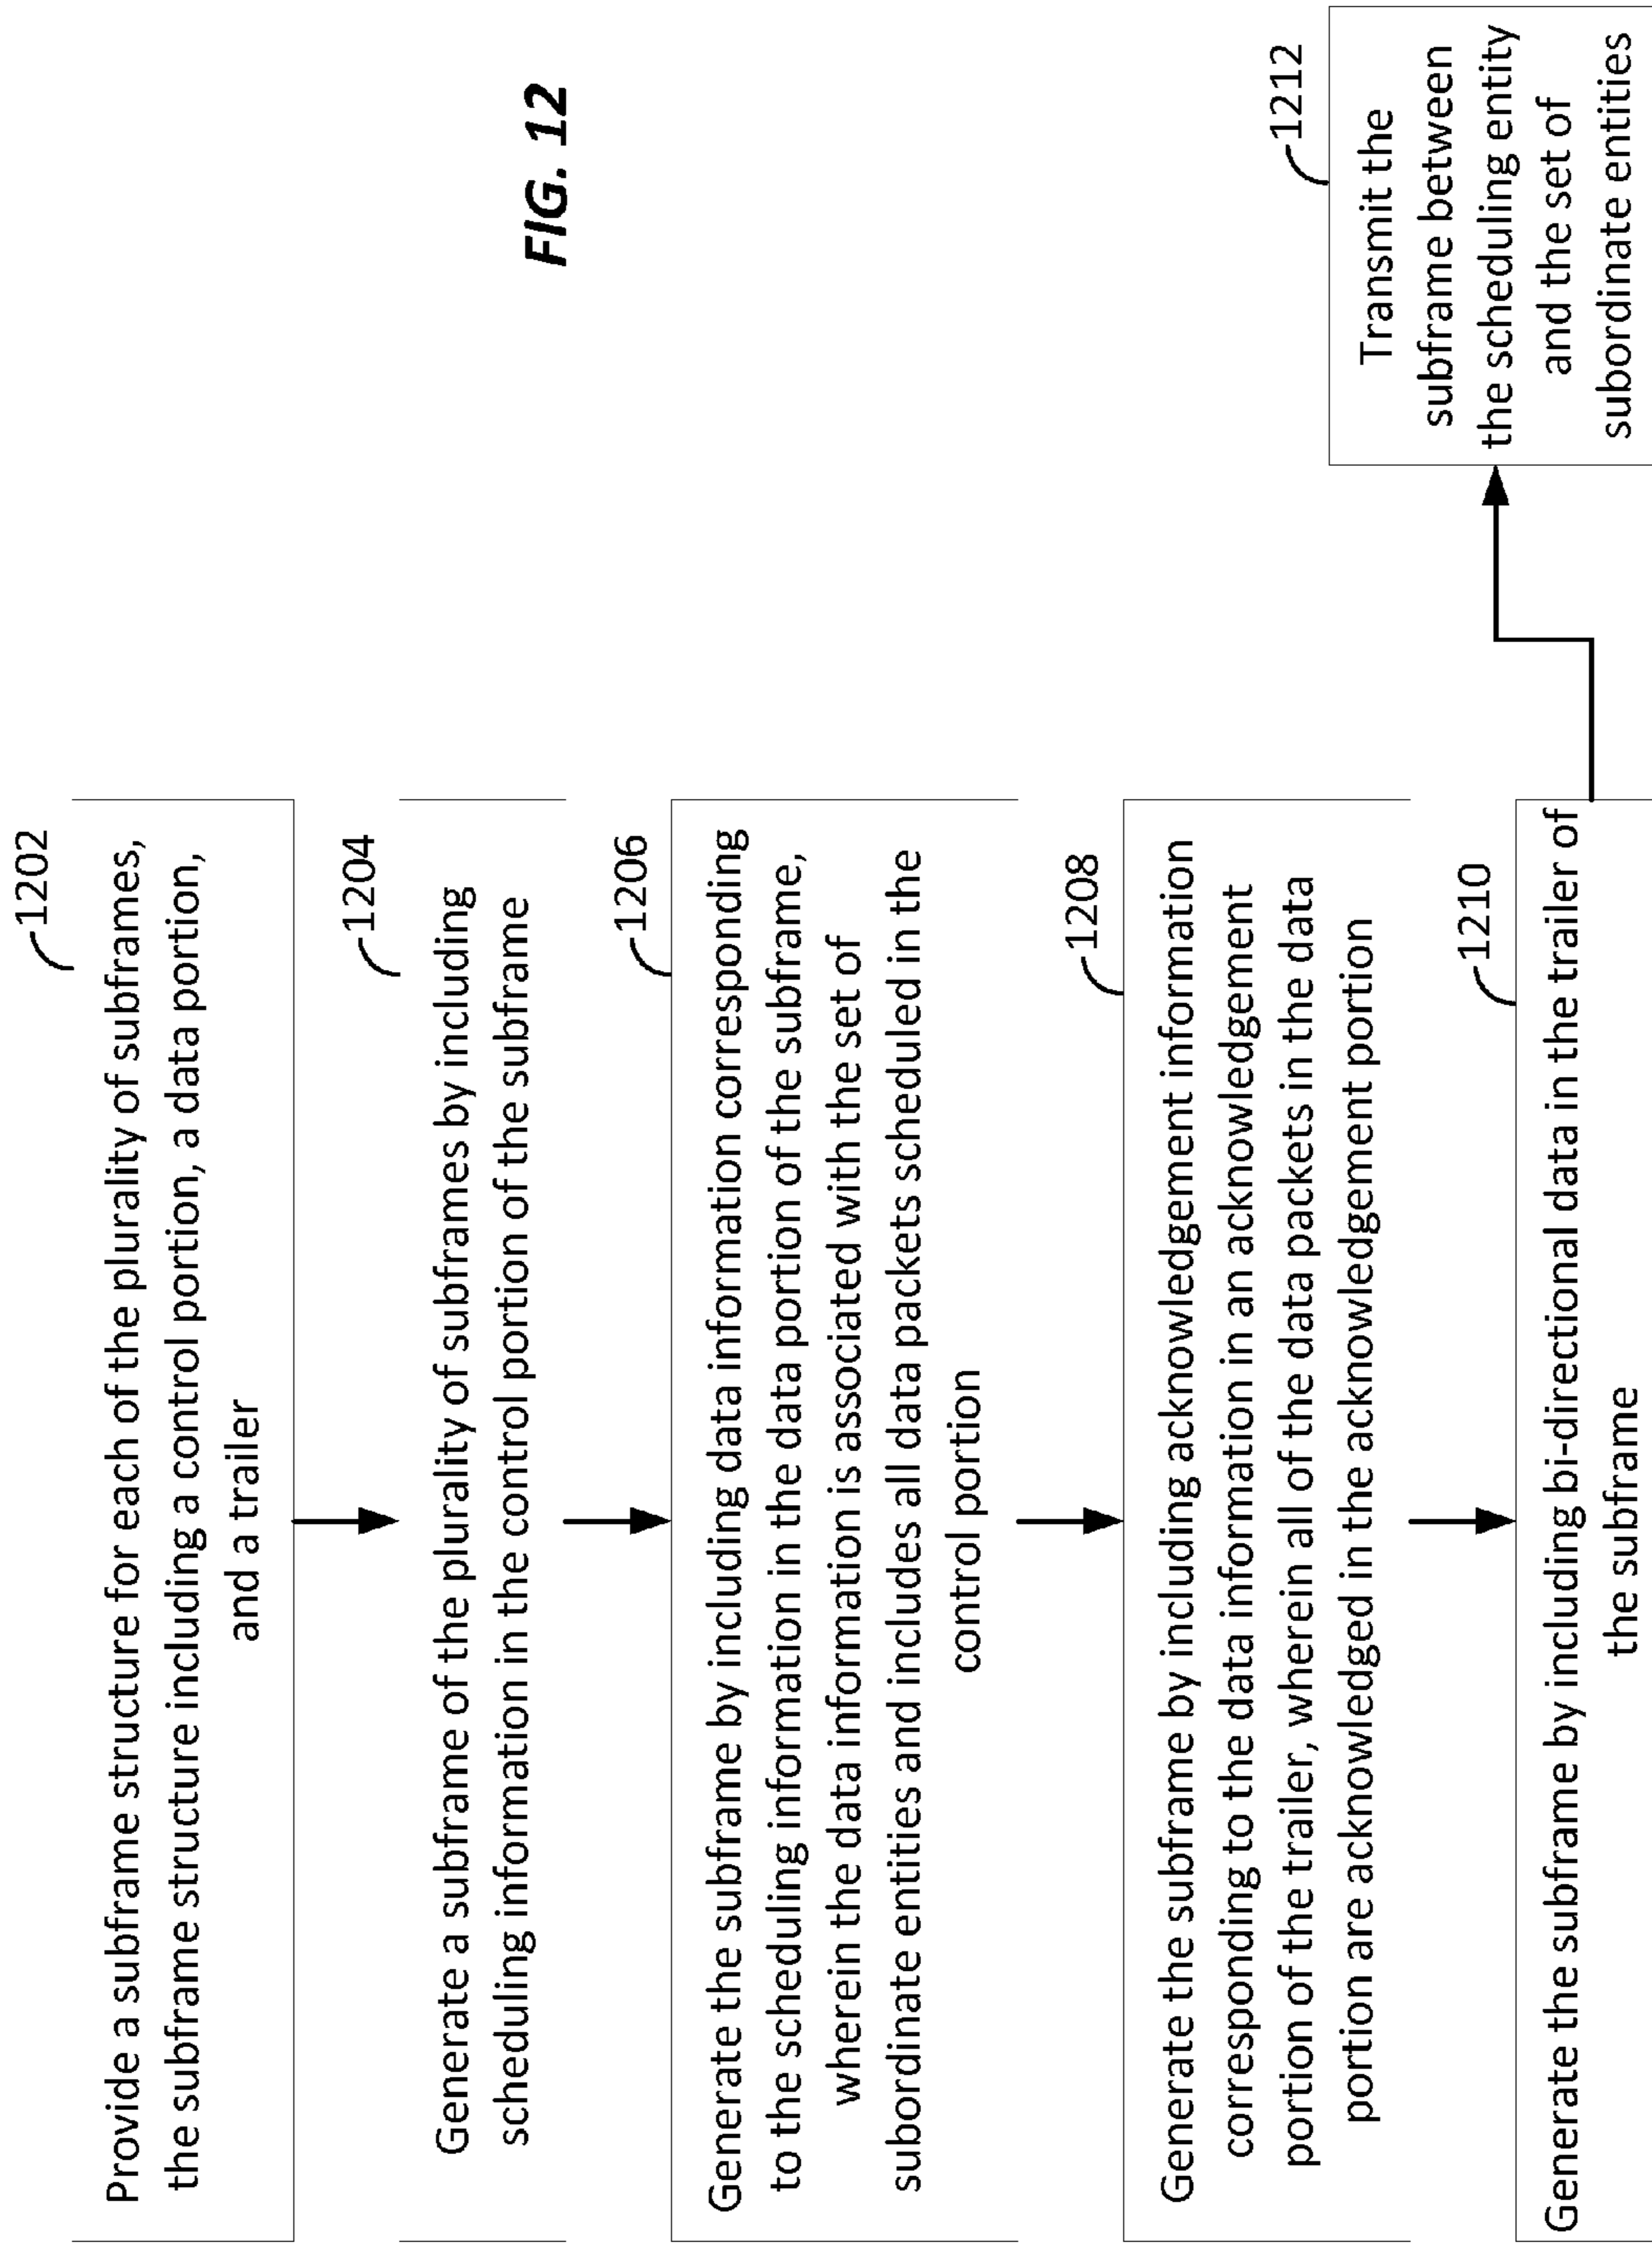 1202
Provide a subframe structure for each of the plurality of subframes,
the subframe structure including a control portion, a data portion,
and a trailer
1204
Generate a subframe of the plurality of subframes by including
scheduling information in the control portion of the subframe
1206
Generate the subframe by including data information corresponding
to the scheduling information in the data portion of the subframe,
wherein the data information is associated with the set of
subordinate entities and includes all data packets scheduled in the
control portion
1208
Generate the subframe by including acknowledgement information
corresponding to the data information in an acknowledgement
portion of the trailer, wherein all of the data packets in the data
portion are acknowledged in the acknowledgement portion
1210
Generate the subframe by including bi-directional data in the trailer of
the subframe
1212
Transmit the
subframe between
the scheduling entity
and the set of
subordinate entities
FIG. 12